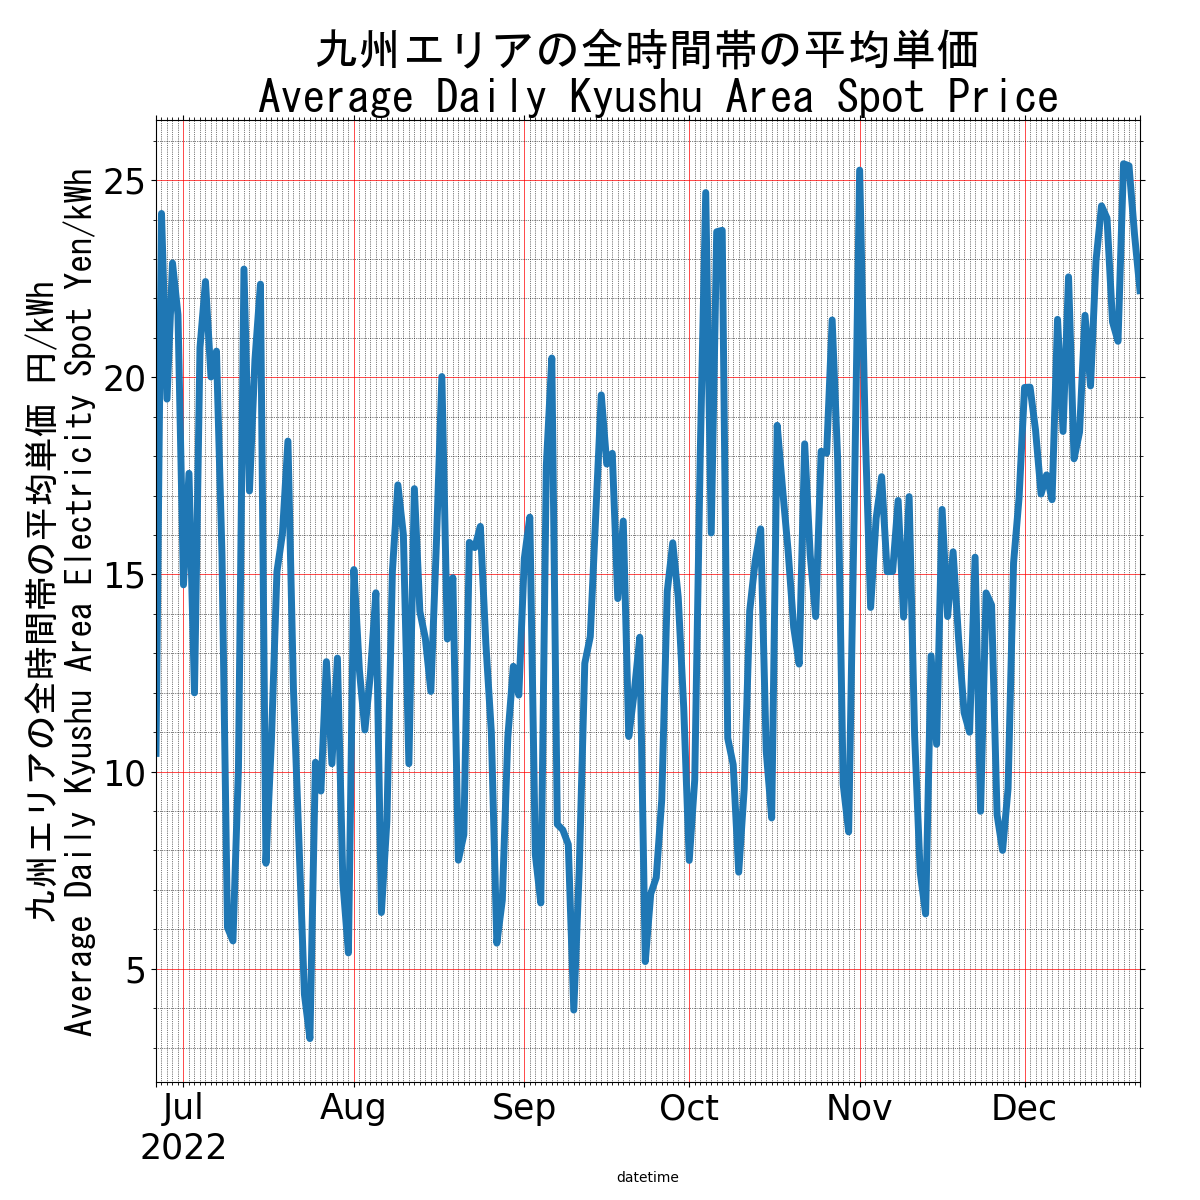 九州エリアの全時間帯の平均単価
Average Daily Kyushu Area Spot Price
九州エリアの全時間帯の平均単価 円/kWh
Average Daily Kyushu Area Electricity Spot Yen/kWh
25
20
15
10
5
Jul Aug Sep Oct Nov Dec
2022
datetime